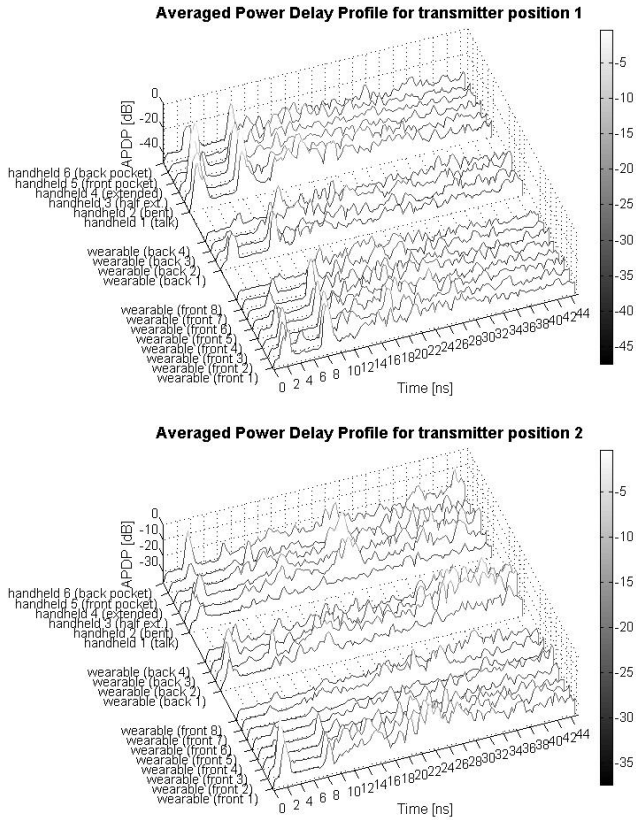 Averaged Power Delay Profile for transmitter position 1
0
-20
-40
APDP [dB]
handheld 6 (back pocket)
handheld 5 (front pocket)
handheld 4 (extended)
handheld 3 (half ext.)
handheld 2 (bent)
handheld 1 (talk)
wearable (back 4)
wearable (back 3)
wearable (back 2)
wearable (back 1)
wearable (front 8)
wearable (front 7)
wearable (front 6)
wearable (front 5)
wearable (front 4)
wearable (front 3)
wearable (front 2)
wearable (front 1)
0 2 4 6 8 10 12 14 16 18 20 22 24 26 28 30 32 34 36 38 40 42 44
Time [ns]
-5
-10
-15
-20
-25
-30
-35
-40
-45
Averaged Power Delay Profile for transmitter position 2
0
-10
-20
-30
APDP [dB]
handheld 6 (back pocket)
handheld 5 (front pocket)
handheld 4 (extended)
handheld 3 (half ext.)
handheld 2 (bent)
handheld 1 (talk)
wearable (back 4)
wearable (back 3)
wearable (back 2)
wearable (back 1)
wearable (front 8)
wearable (front 7)
wearable (front 6)
wearable (front 5)
wearable (front 4)
wearable (front 3)
wearable (front 2)
wearable (front 1)
0 2 4 6 8 10 12 14 16 18 20 22 24 26 28 30 32 34 36 38 40 42 44
Time [ns]
-5
-10
-15
-20
-25
-30
-35